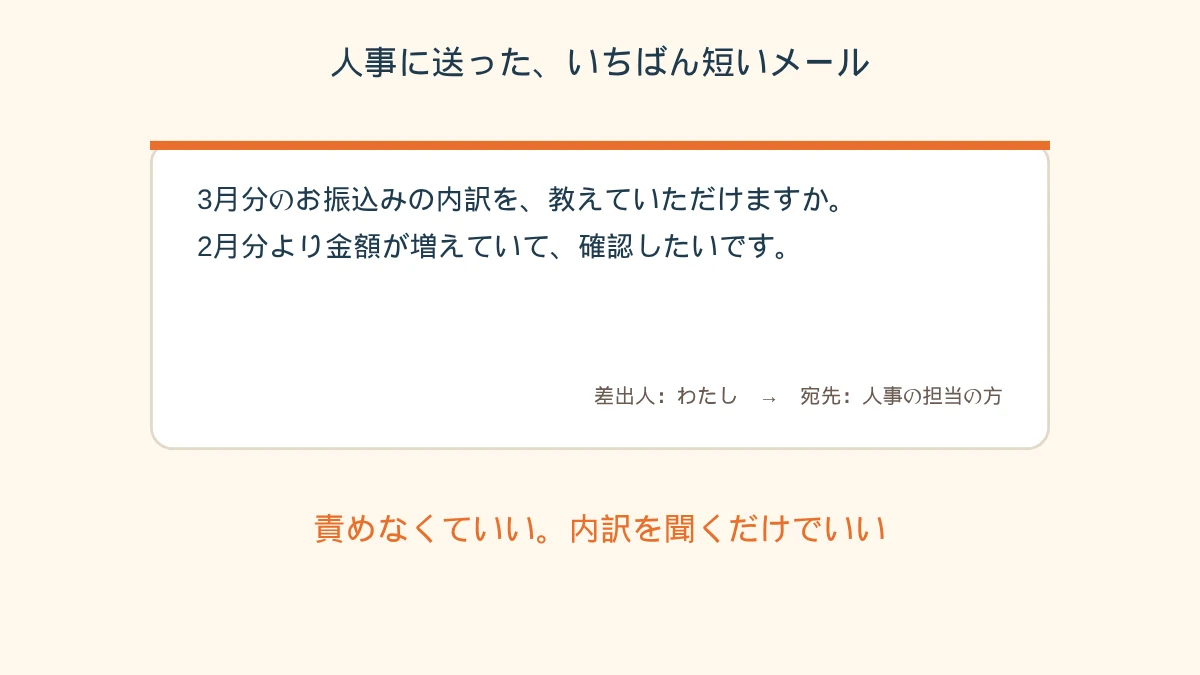 人事に送った、いちばん短いメール
3月分のお振込みの内訳を、教えていただけますか。
2月分より金額が増えていて、確認したいです。
差出人: わたし → 宛先: 人事の担当の方
責めなくていい。内訳を聞くだけでいい